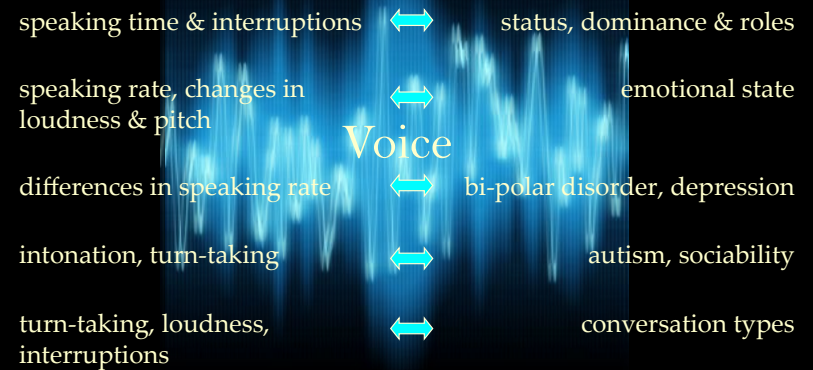 speaking time & interruptions status, dominance & roles
speaking rate, changes in
loudness & pitch
emotional state
Voice
differences in speaking rate bi-polar disorder, depression
intonation, turn-taking autism, sociability
turn-taking, loudness,
interruptions
conversation types